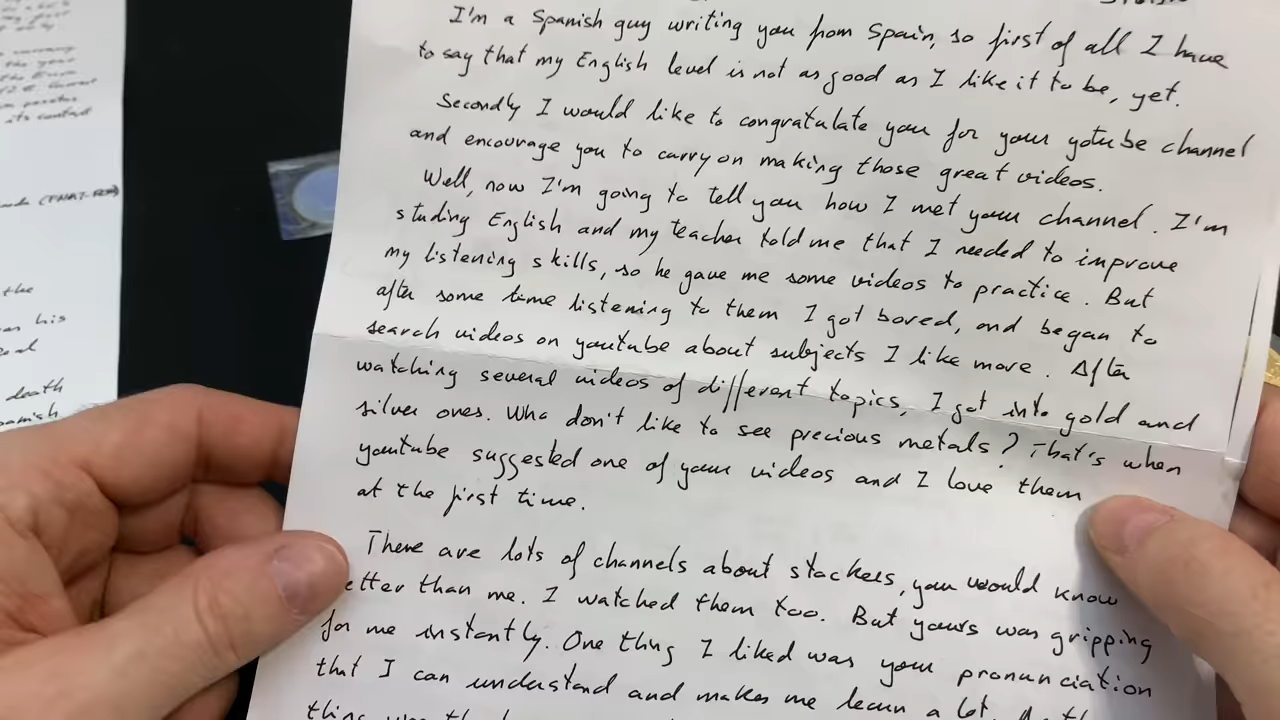 I'm a Spanish guy writing you from Spain, so first of all I have
to say that my English level is not as good as I like it to be, yet.
Secondly I would like to congratulate you for your yotube channel
and encourage you to carry on making those great videos.
Well, now I'm going to tell you how I met your channel. I'm
studing English and my teacher told me that I needed to improve
my listening skills, so he gave me some videos to practice. But
after some time listening to them I got bored, and began to
search videos on youtube about subjects I like more. After
watching several videos of different topics, I got into gold and
silver ones. Who don't like to see precious metals? That's when
youtube suggested one of your videos and I love them
at the first time.
There are lots of channels about stackers, you would know
etter than me. I watched them too. But yours was gripping
for me instantly. One thing I liked was your pronunciation
that I can understand and makes me learn a lot.
the
his
death